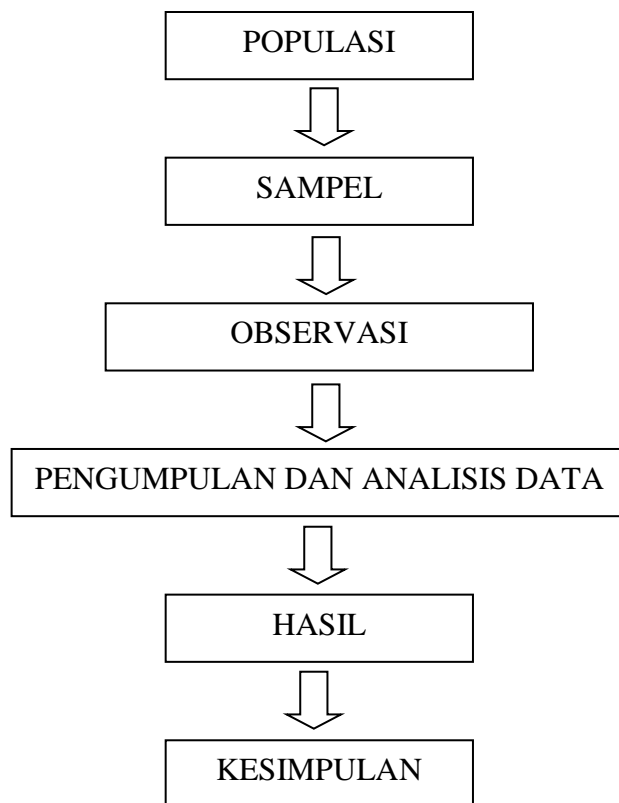 POPULASI
SAMPEL
OBSERVASI
PENGUMPULAN DAN ANALISIS DATA
HASIL
KESIMPULAN